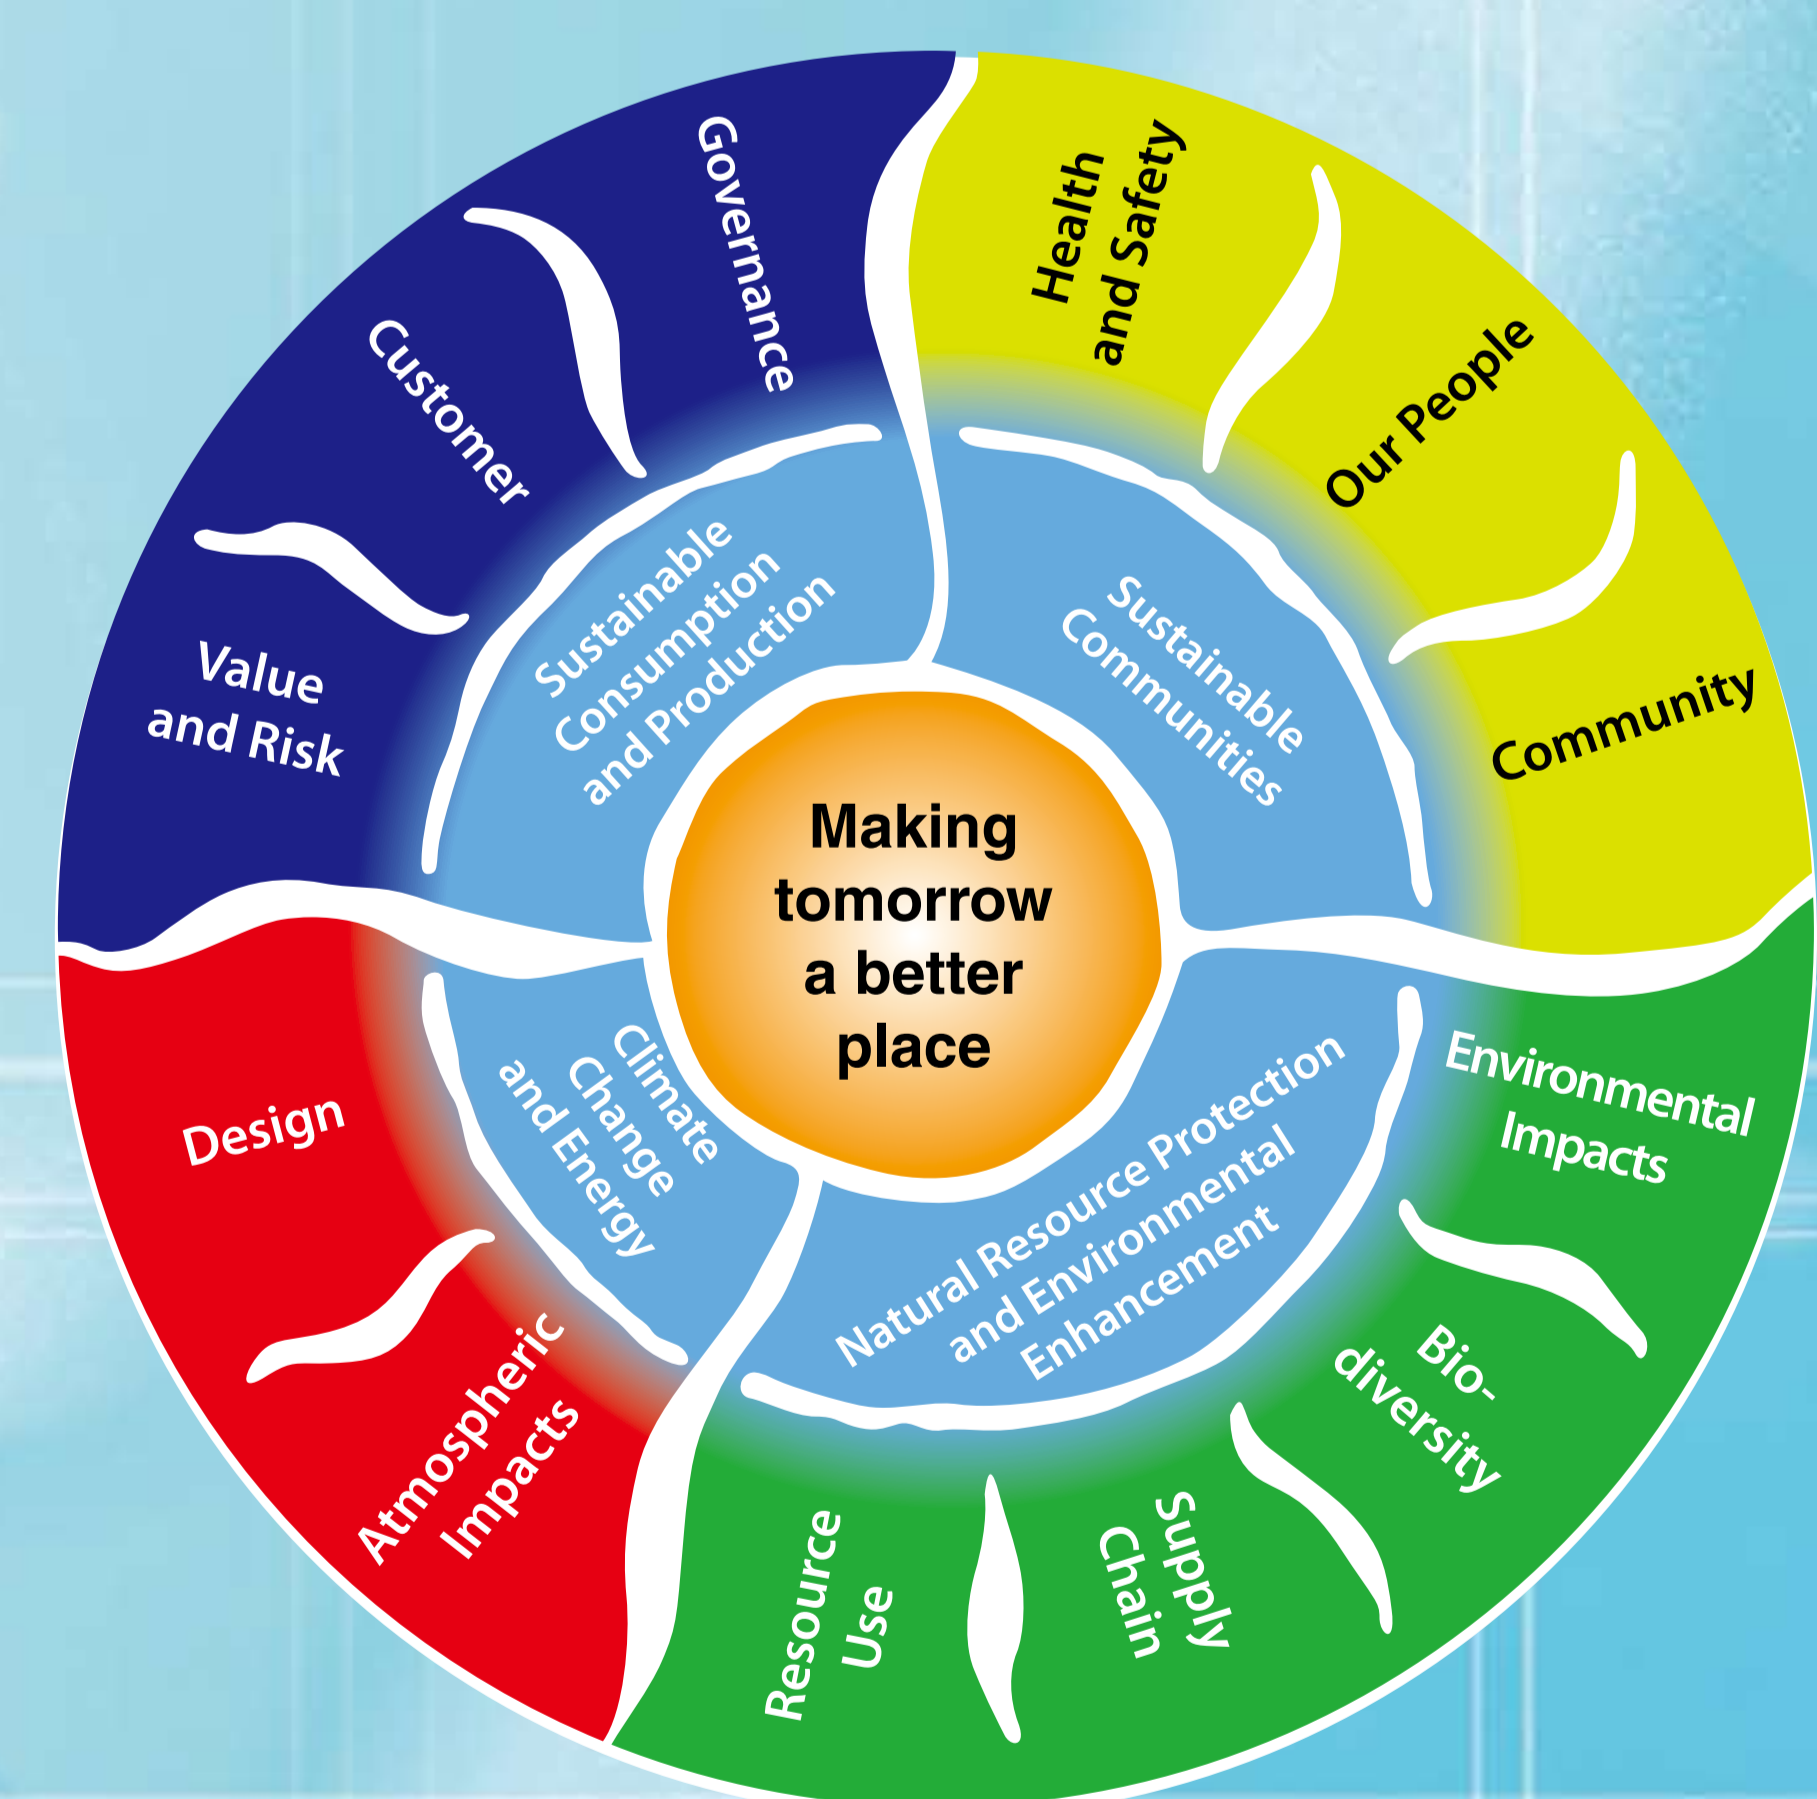 Governance
Customer
Value
and Risk
Health
and Safety
Our People
Community
Sustainable
Consumption
and Production
Sustainable
Communities
Making
tomorrow
a better
place
Climate
Change
and Energy
Natural Resource Protection
and Environmental
Enhancement
Design
Atmospheric
Impacts
Environmental
Impacts
Bio-
diversity
Supply
Chain
Resource
Use